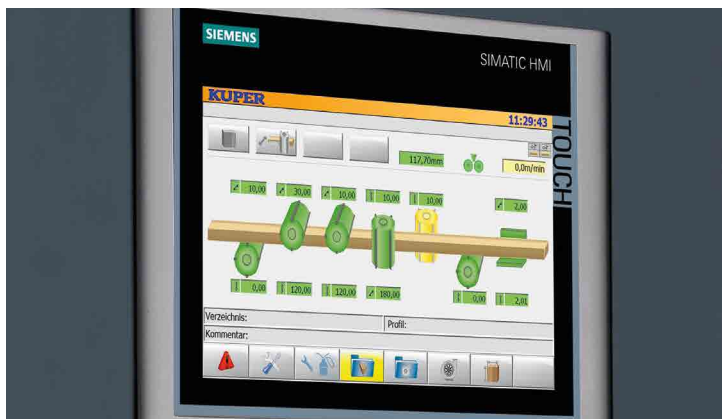 SIEMENS
SIMATIC HMI
KUPER
11:29:43
TOUCH
117,70mm
0,0m/min
10,00 30,00 10,00 10,00 10,00 2,00
0,00 120,00 120,00 180,00 0,00 2,01
Verzeichnis: Profil:
Kommentar: